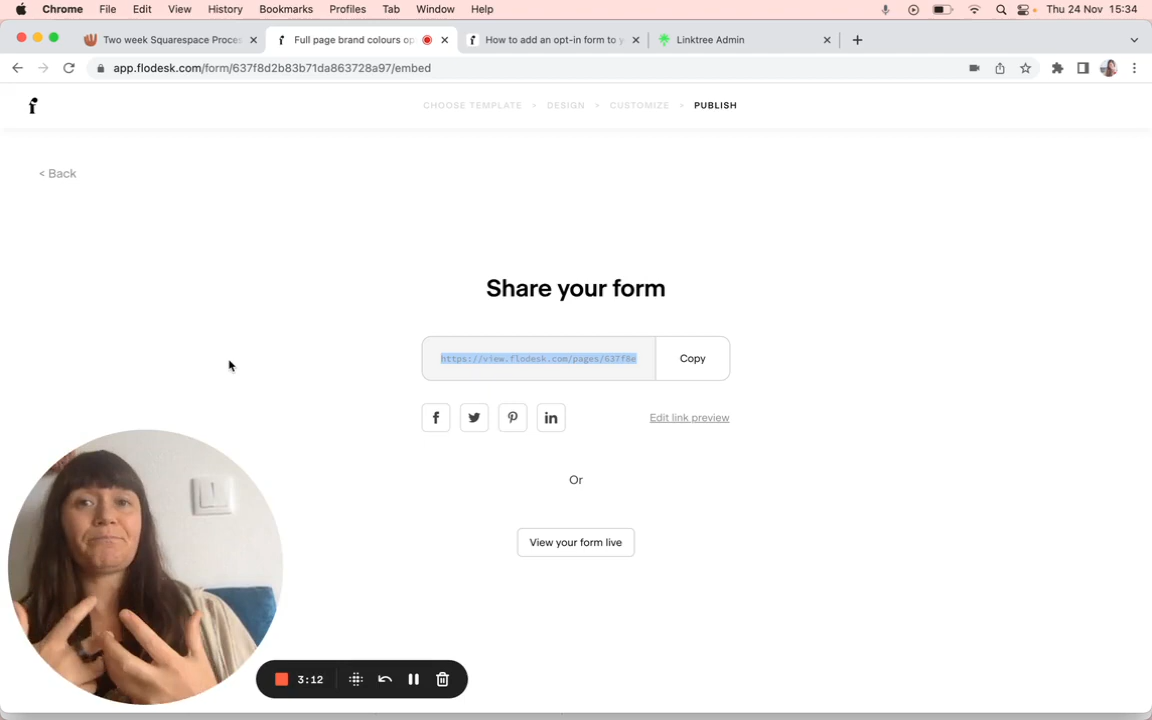 Chrome File Edit View History Bookmarks Profiles Tab Window Help Thu 24 Nov 15:34
Two week Squarespace Proces Full page brand colours op How to add an opt-in form to y Linktree Admin
app.flodesk.com/form/637f8d2b83b71da863728a97/embed
CHOOSE TEMPLATE DESIGN CUSTOMIZE PUBLISH
< Back
Share your form
https://view.flodesk.com/pages/637f8e Copy
Edit link preview
Or
View your form live
3:12